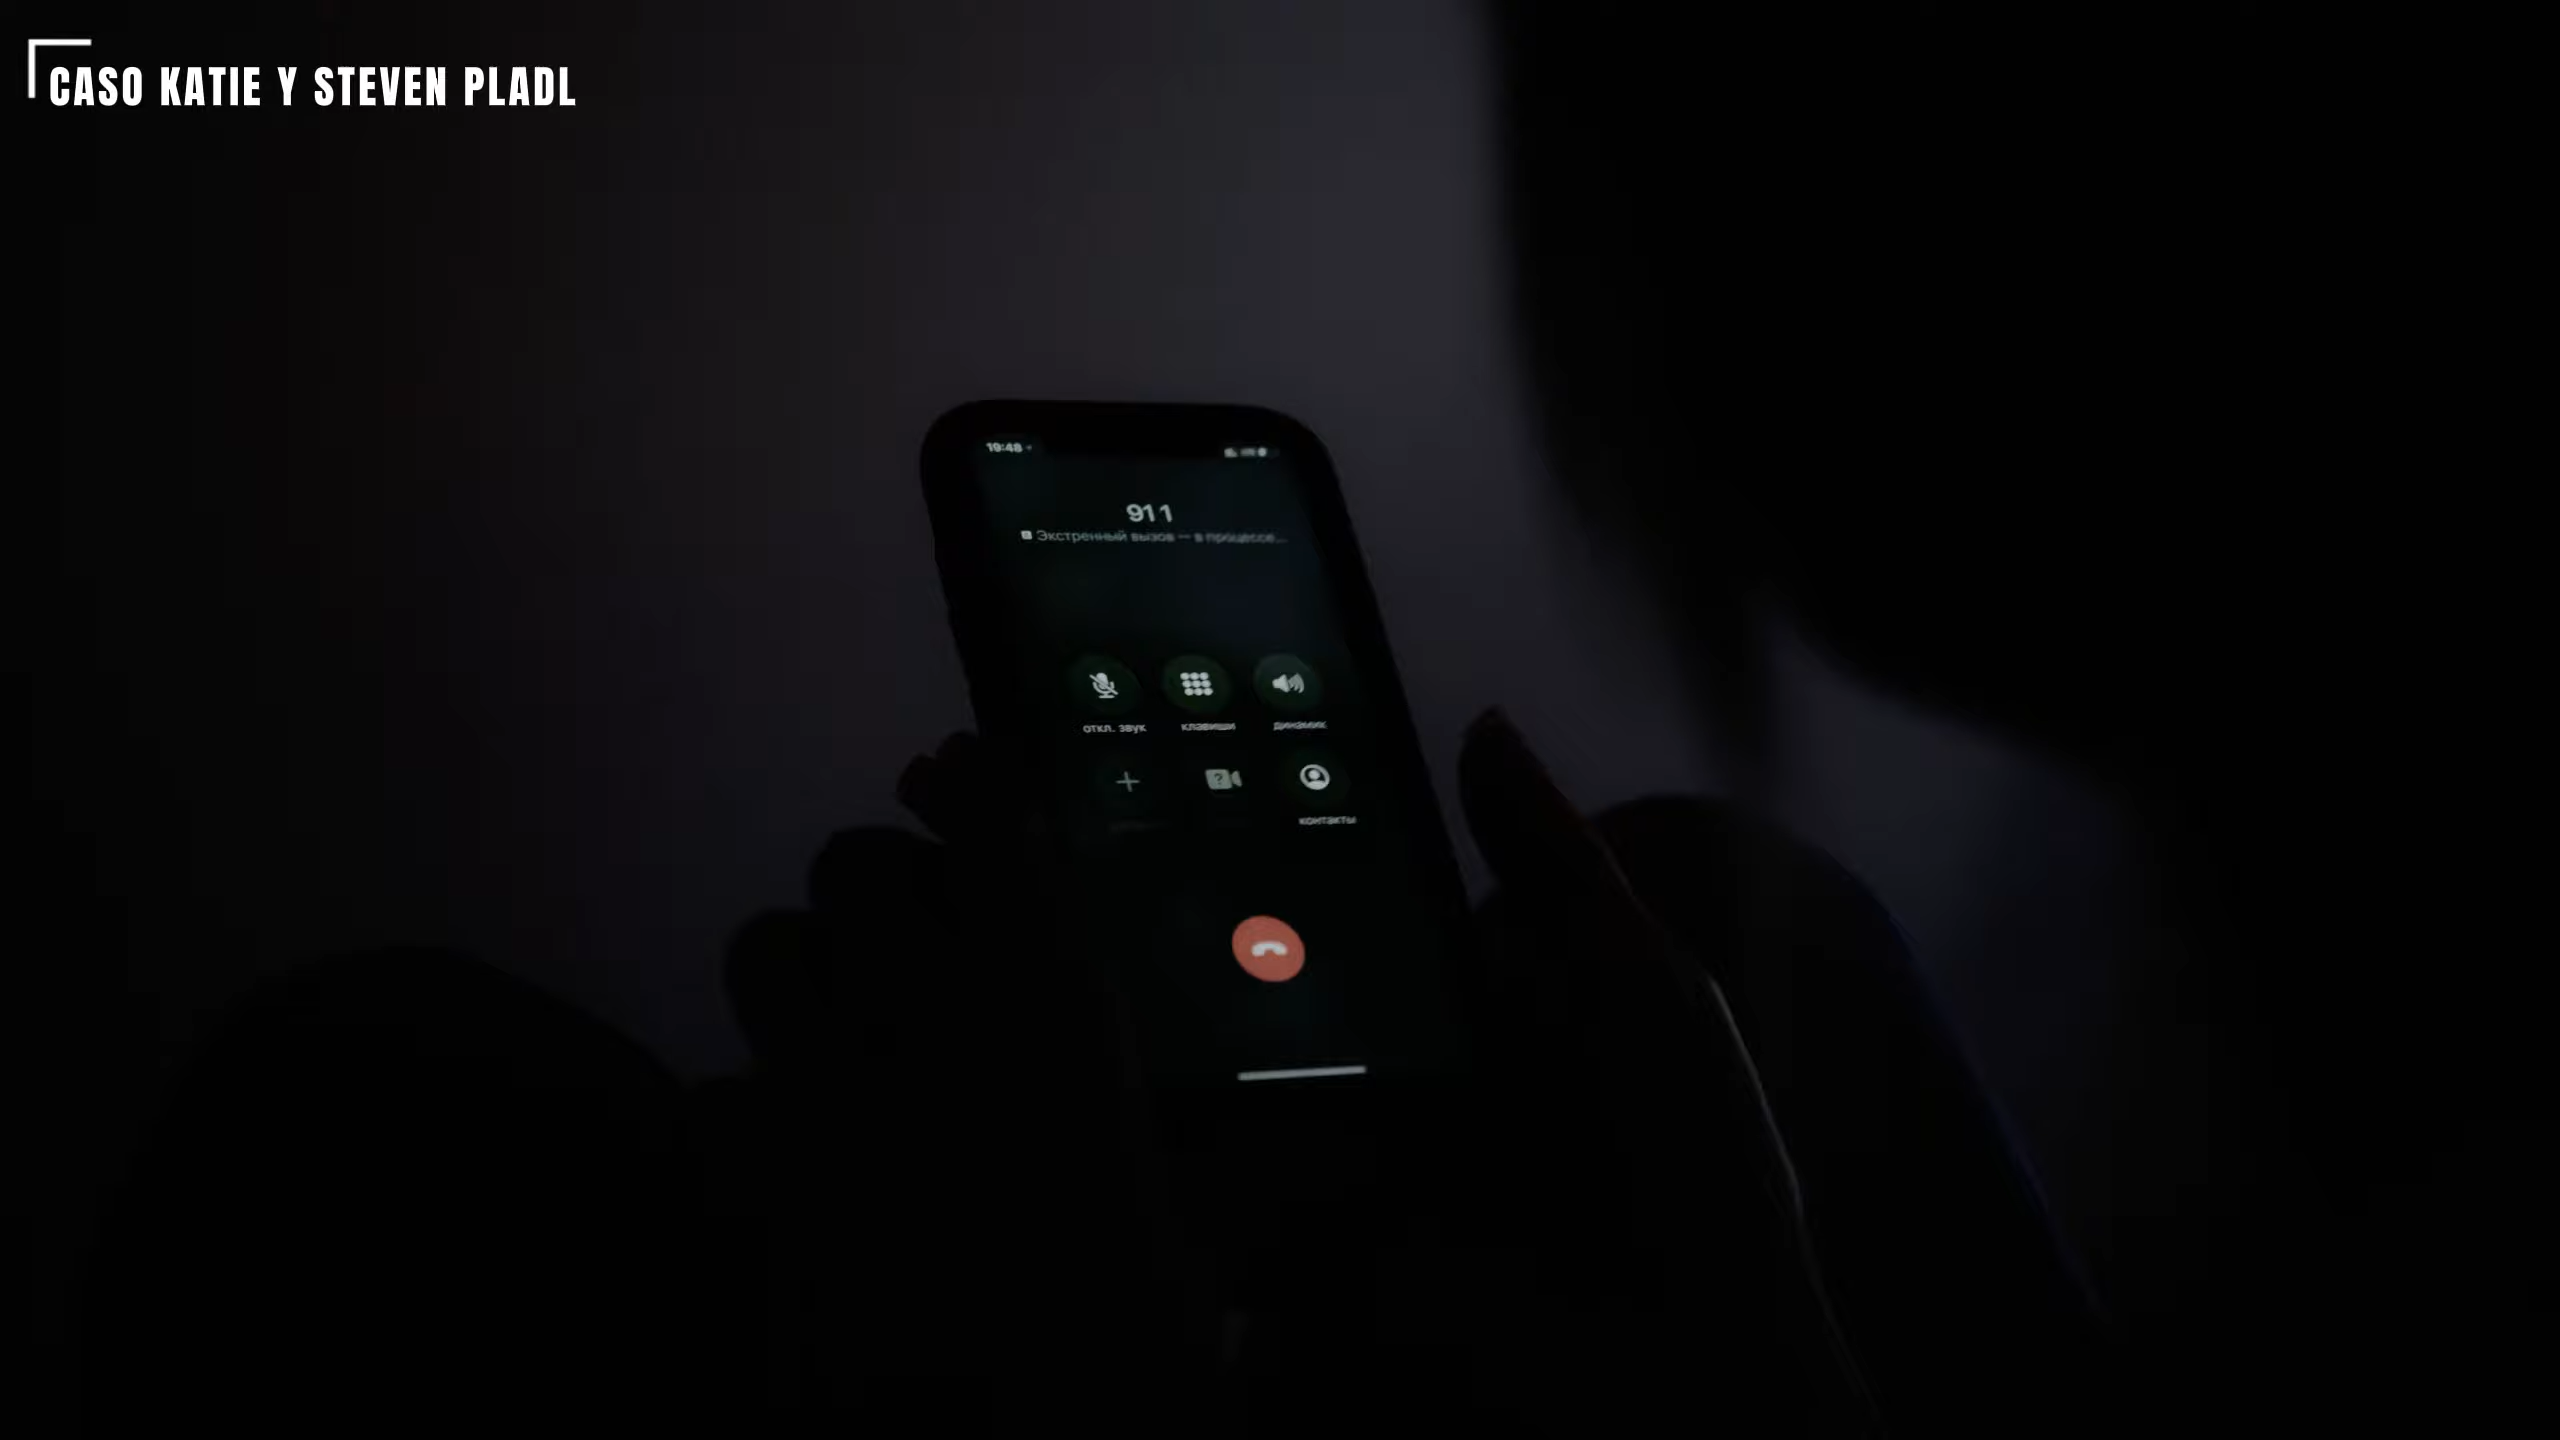 CASO KATIE Y STEVEN PLADL
19:48
911
Экстренный вызов — в процессе...
откл. звук
клавиши
динамик
контакты